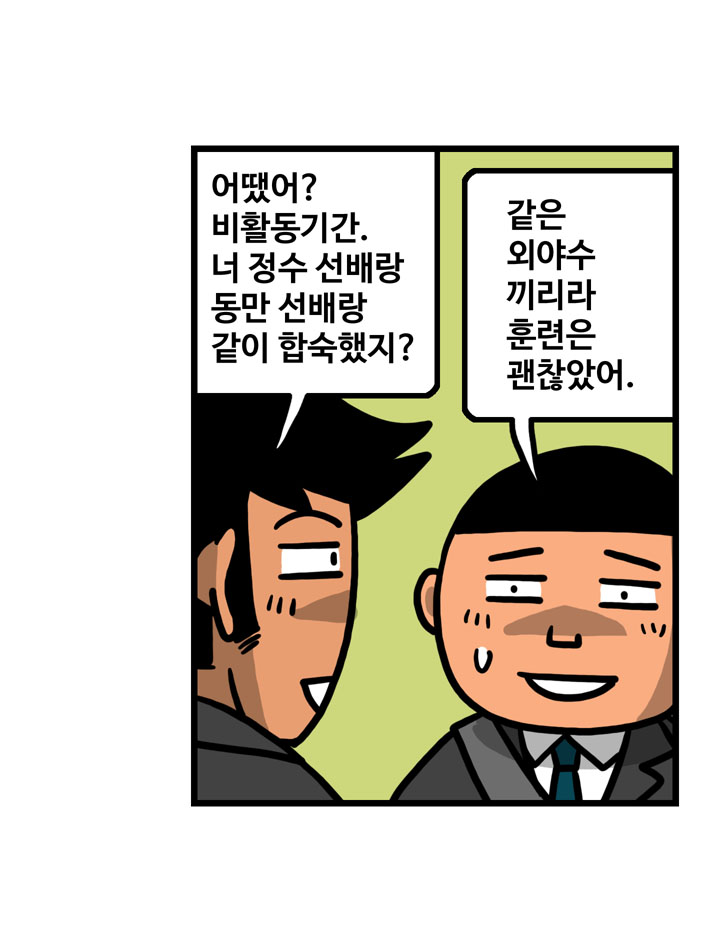 어땠어?
비활동기간.
너 정수 선배랑
동만 선배랑
같이 합숙했지?
같은
외야수
끼리라
훈련은
괜찮았어.